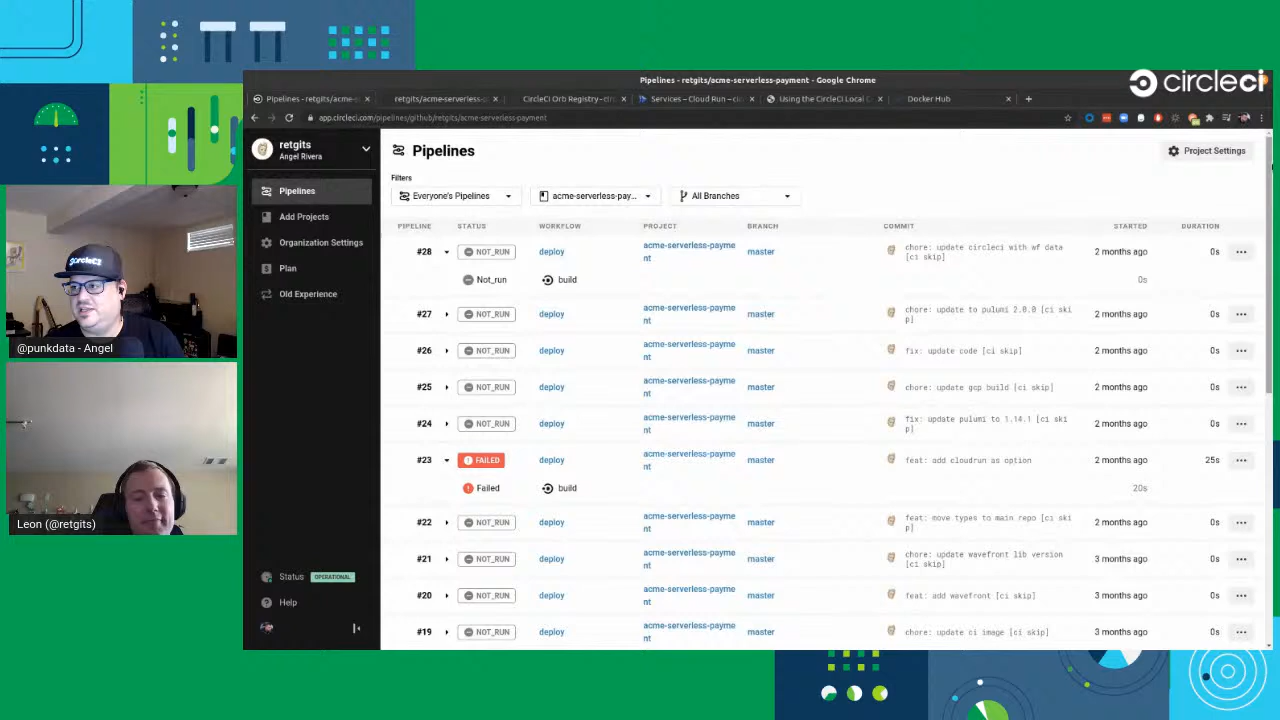 Pipelines - retgits/acme-serverless-payment - Google Chrome
circleci
Pipelines - retgits/acme-s
retgits/acme-serverless-p
CircleCI Orb Registry - circ
Services – Cloud Run – ci
Using the CircleCI Local C
Docker Hub
app.circleci.com/pipelines/github/retgits/acme-serverless-payment
retgits
Angel Rivera
Pipelines
Add Projects
Organization Settings
Plan
Old Experience
Status OPERATIONAL
Help
Pipelines
Project Settings
Filters
Everyone's Pipelines
acme-serverless-pay...
All Branches
PIPELINE STATUS WORKFLOW PROJECT BRANCH COMMIT STARTED DURATION
#28 NOT_RUN deploy acme-serverless-payme
nt master chore: update circleci with wf data
[ci skip] 2 months ago 0s
Not_run build 0s
#27 NOT_RUN deploy acme-serverless-payme
nt master chore: update to pulumi 2.0.0 [ci ski
p] 2 months ago 0s
#26 NOT_RUN deploy acme-serverless-payme
nt master fix: update code [ci skip] 2 months ago 0s
#25 NOT_RUN deploy acme-serverless-payme
nt master chore: update gcp build [ci skip] 2 months ago 0s
#24 NOT_RUN deploy acme-serverless-payme
nt master fix: update pulumi to 1.14.1 [ci ski
p] 2 months ago 0s
#23 FAILED deploy acme-serverless-payme
nt master feat: add cloudrun as option 2 months ago 25s
Failed build 20s
#22 NOT_RUN deploy acme-serverless-payme
nt master feat: move types to main repo [ci ski
p] 2 months ago 0s
#21 NOT_RUN deploy acme-serverless-payme
nt master chore: update wavefront lib version
[ci skip] 3 months ago 0s
#20 NOT_RUN deploy acme-serverless-payme
nt master feat: add wavefront [ci skip] 3 months ago 0s
#19 NOT_RUN deploy acme-serverless-payme
nt master chore: update ci image [ci skip] 3 months ago 0s
circleci
@punkdata - Angel
Leon (@retgits)